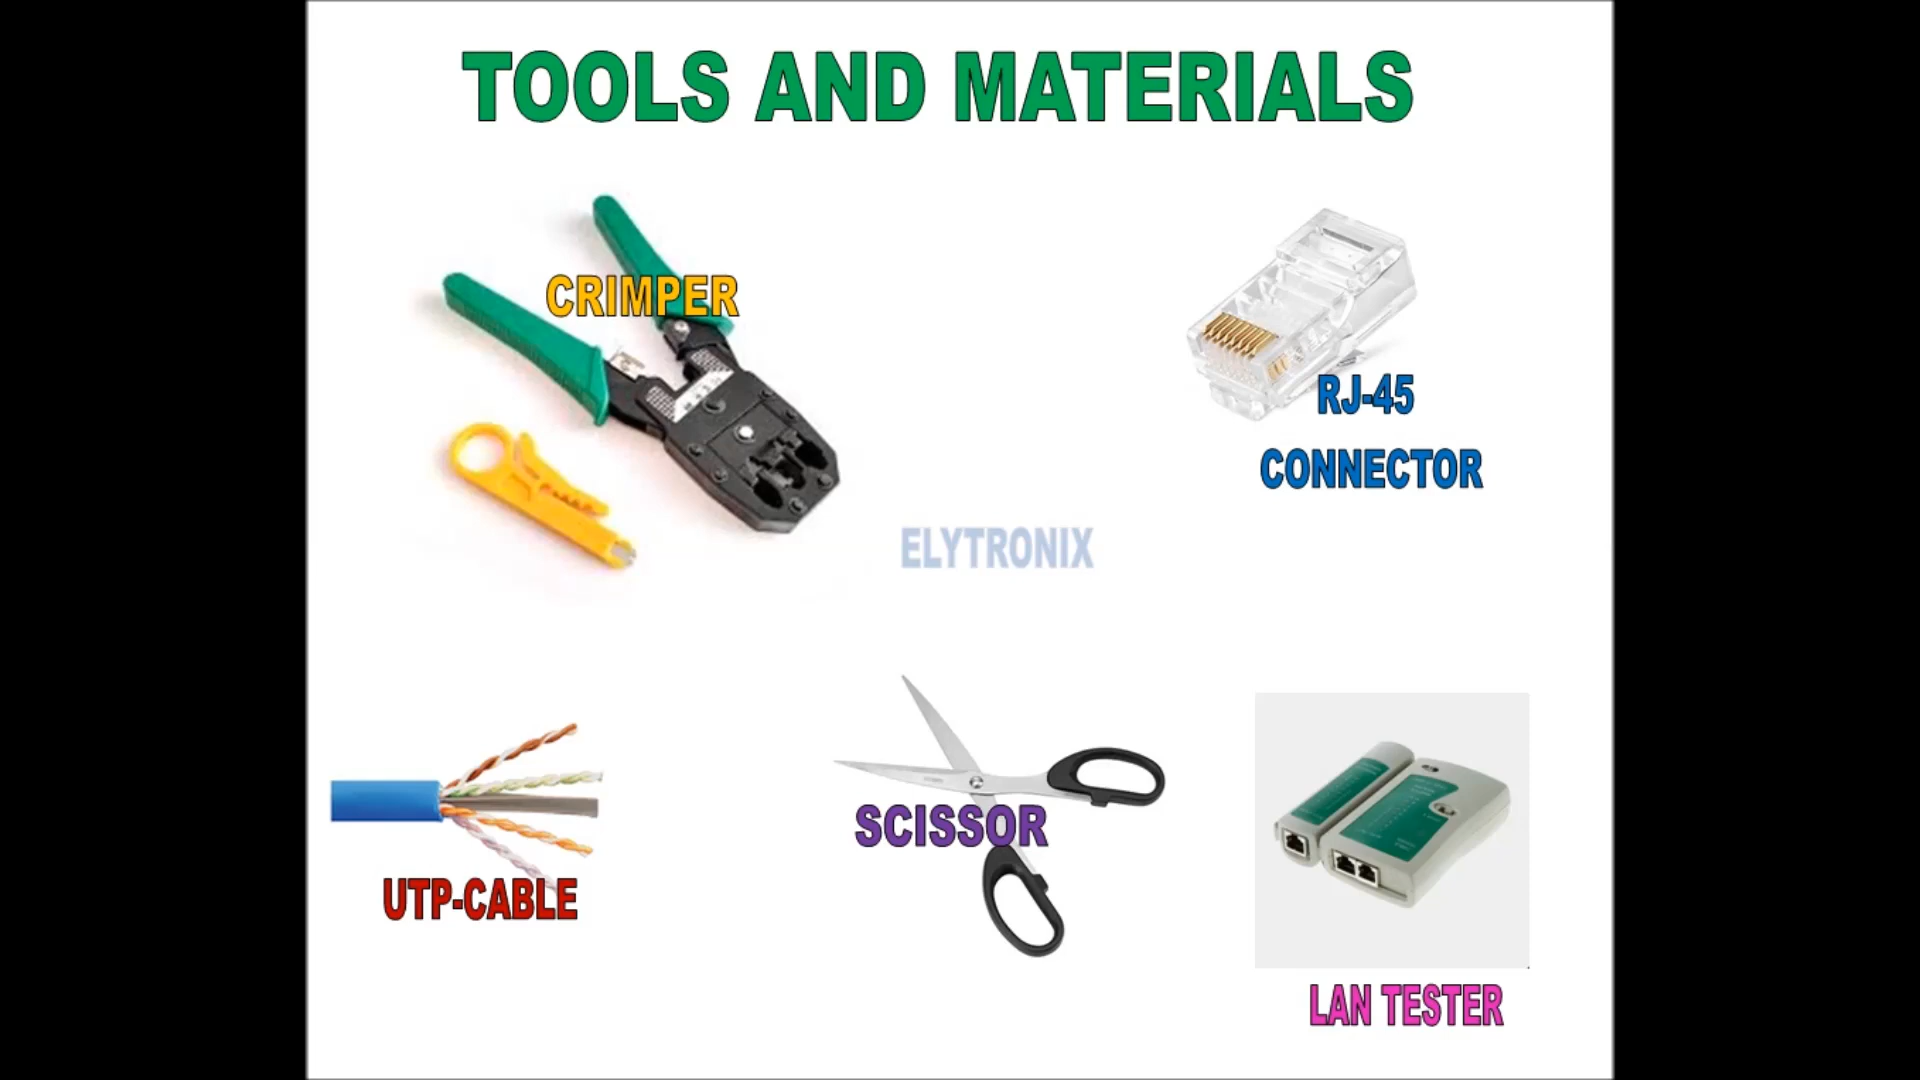 TOOLS AND MATERIALS
CRIMPER
RJ-45
CONNECTOR
ELYTRONIX
SCISSOR
UTP-CABLE
LAN TESTER